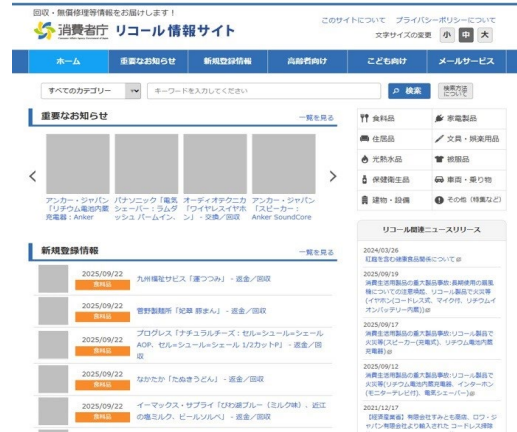 回収・無償修理等情報をお届けします！
このサイトについて プライバシーポリシーについて
消費者庁 リコール情報サイト
文字サイズの変更 小 中 大
ホーム 重要なお知らせ 新規登録情報 高齢者向け こども向け メールサービス
すべてのカテゴリー キーワードを入力してください 検索 検索方法について
重要なお知らせ 一覧を見る
アンカー・ジャパン「リチウム電池内蔵充電器：Anker
パナソニック「電気シェーバー：ラムダッシュ パームイン、
オーディオテクニカ「ワイヤレスイヤホン」 - 交換／回収
アンカー・ジャパン「スピーカー：Anker SoundCore
食料品 家電製品
住居品 文具・娯楽用品
光熱水品 被服品
保健衛生品 車両・乗り物
建物・設備 その他（特集など）
新規登録情報 一覧を見る
2025/09/22
食料品
九州福祉サービス「蓮つつみ」 - 返金／回収
2025/09/22
食料品
菅野製麺所「紀華 豚まん」 - 返金／回収
2025/09/22
食料品
プログレス「ナチュラルチーズ：セル=シュール=シェール
AOP、セル=シュール=シェール 1/2カットP」 - 返金／回
収
2025/09/22
食料品
なかたか「たぬきうどん」 - 返金／回収
2025/09/22
食料品
イーマックス・サプライ「びわ湖ブルー（ミルク味）、近江
の塩ミルク、ビールソルベ」 - 返金／回収
2025/09/22
リコール関連ニュースリリース
2024/03/26
紅麹を含む健康食品関係について
2025/09/19
消費生活用製品の重大製品事故:長期使用の扇風
機についての注意喚起、リコール製品で火災等
(イヤホン(コードレス式、マイク付、リチウムイ
オンバッテリー内蔵))
2025/09/17
消費生活用製品の重大製品事故:リコール製品で
火災等(スピーカー(充電式)、リチウム電池内蔵
充電器)
2025/09/12
消費生活用製品の重大製品事故:リコール製品で
火災等(リチウム電池内蔵充電器、インターホン
(モニターテレビ付)、電気シェーバー)
2021/12/17
【経済産業省】有限会社すみとも商店、ロワ・ジ
ャパン有限会社より輸入された コードレス掃除